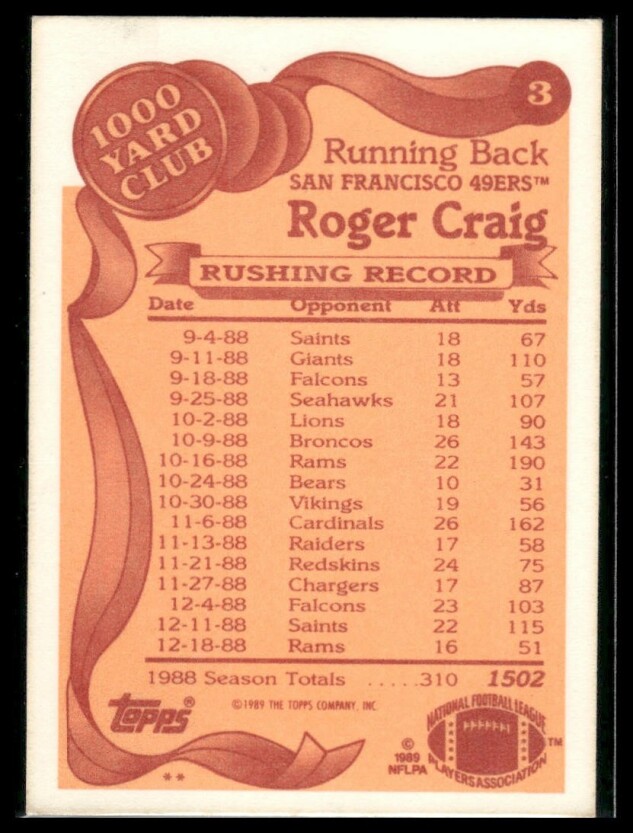 1000
YARD
CLUB
3
Running Back
SAN FRANCISCO 49ERS™
Roger Craig
RUSHING RECORD
Date Opponent Att Yds
9-4-88 Saints 18 67
9-11-88 Giants 18 110
9-18-88 Falcons 13 57
9-25-88 Seahawks 21 107
10-2-88 Lions 18 90
10-9-88 Broncos 26 143
10-16-88 Rams 22 190
10-24-88 Bears 10 31
10-30-88 Vikings 19 56
11-6-88 Cardinals 26 162
11-13-88 Raiders 17 58
11-21-88 Redskins 24 75
11-27-88 Chargers 17 87
12-4-88 Falcons 23 103
12-11-88 Saints 22 115
12-18-88 Rams 16 51
1988 Season Totals .....310 1502
topps®
©1989 THE TOPPS COMPANY, INC.
**
©
1989
NFLPA
NATIONAL FOOTBALL LEAGUE
PLAYERS ASSOCIATION
™